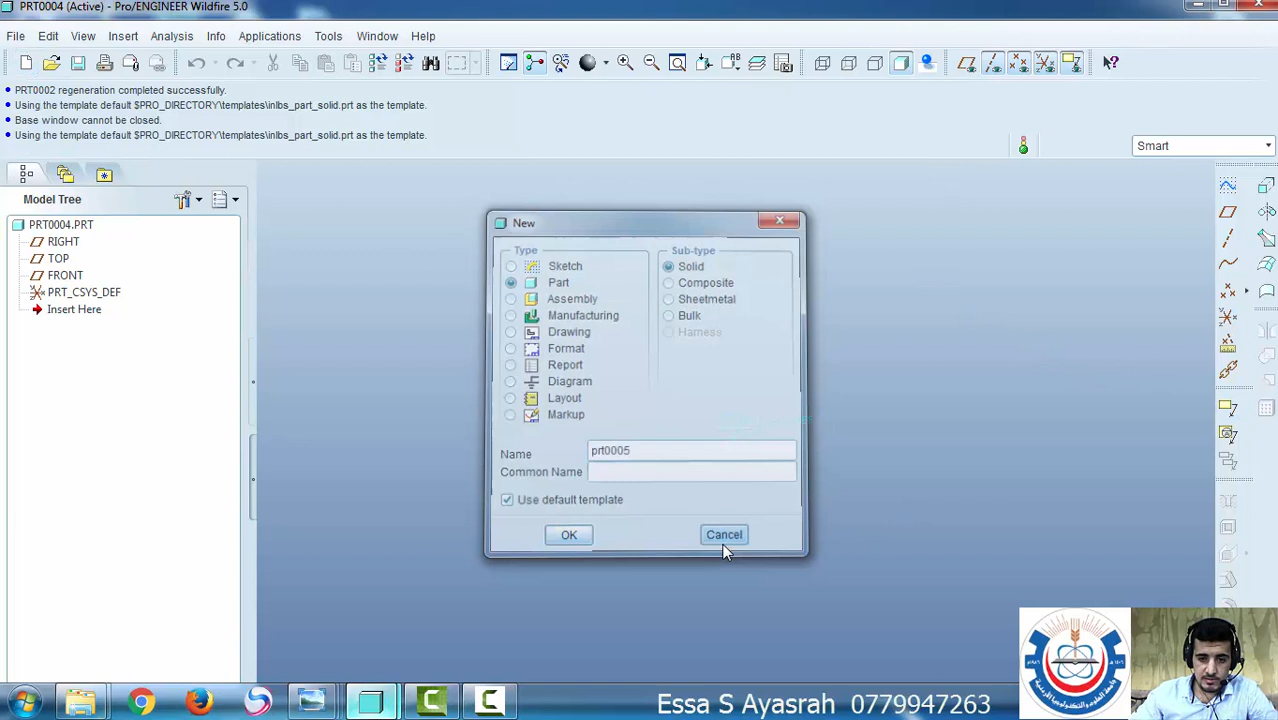 PRT0004 (Active) - Pro/ENGINEER Wildfire 5.0
File Edit View Insert Analysis Info Applications Tools Window Help
PRT0002 regeneration completed successfully.
Using the template default $PRO_DIRECTORY\templates\inlbs_part_solid.prt as the template.
Base window cannot be closed.
Using the template default $PRO_DIRECTORY\templates\inlbs_part_solid.prt as the template.
Smart
Model Tree
PRT0004.PRT
RIGHT
TOP
FRONT
PRT_CSYS_DEF
Insert Here
New
Type
Sketch
Part
Assembly
Manufacturing
Drawing
Format
Report
Diagram
Layout
Markup
Sub-type
Solid
Composite
Sheetmetal
Bulk
Harness
Name prt0005
Common Name
Use default template
OK Cancel
Essa S Ayasrah 0779947263